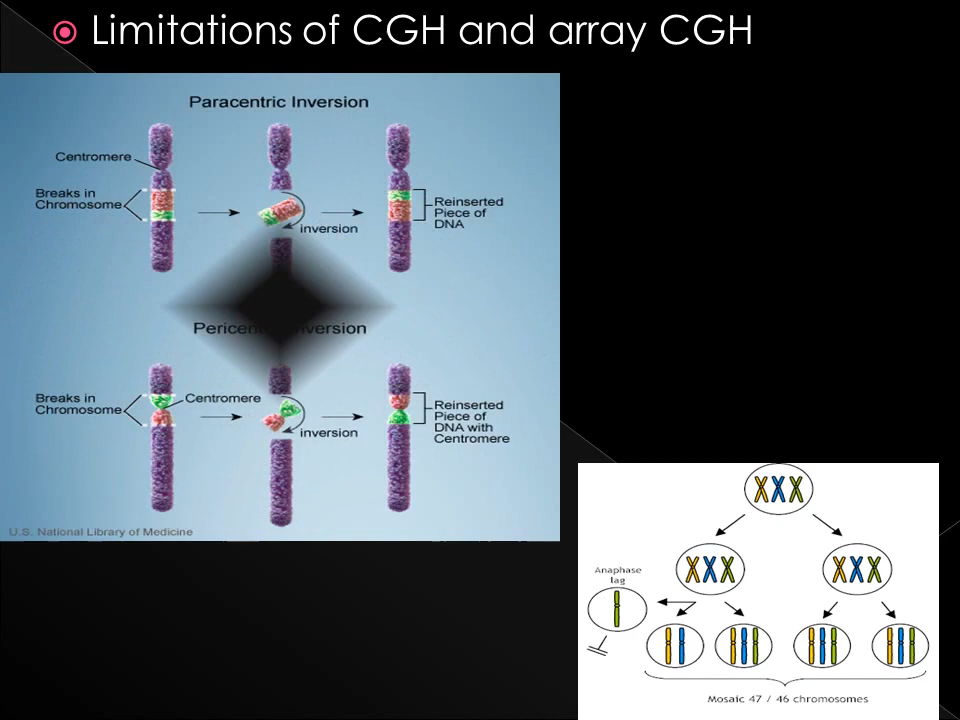 Limitations of CGH and array CGH
Paracentric Inversion
Centromere
Breaks in
Chromosome
inversion
Reinserted
Piece of
DNA
Breaks in
Chromosome
Centromere
inversion
Reinserted
Piece of
DNA with
Centromere
U.S. National Library of Medicine
Anaphase
lag
Mosaic 47 / 46 chromosomes